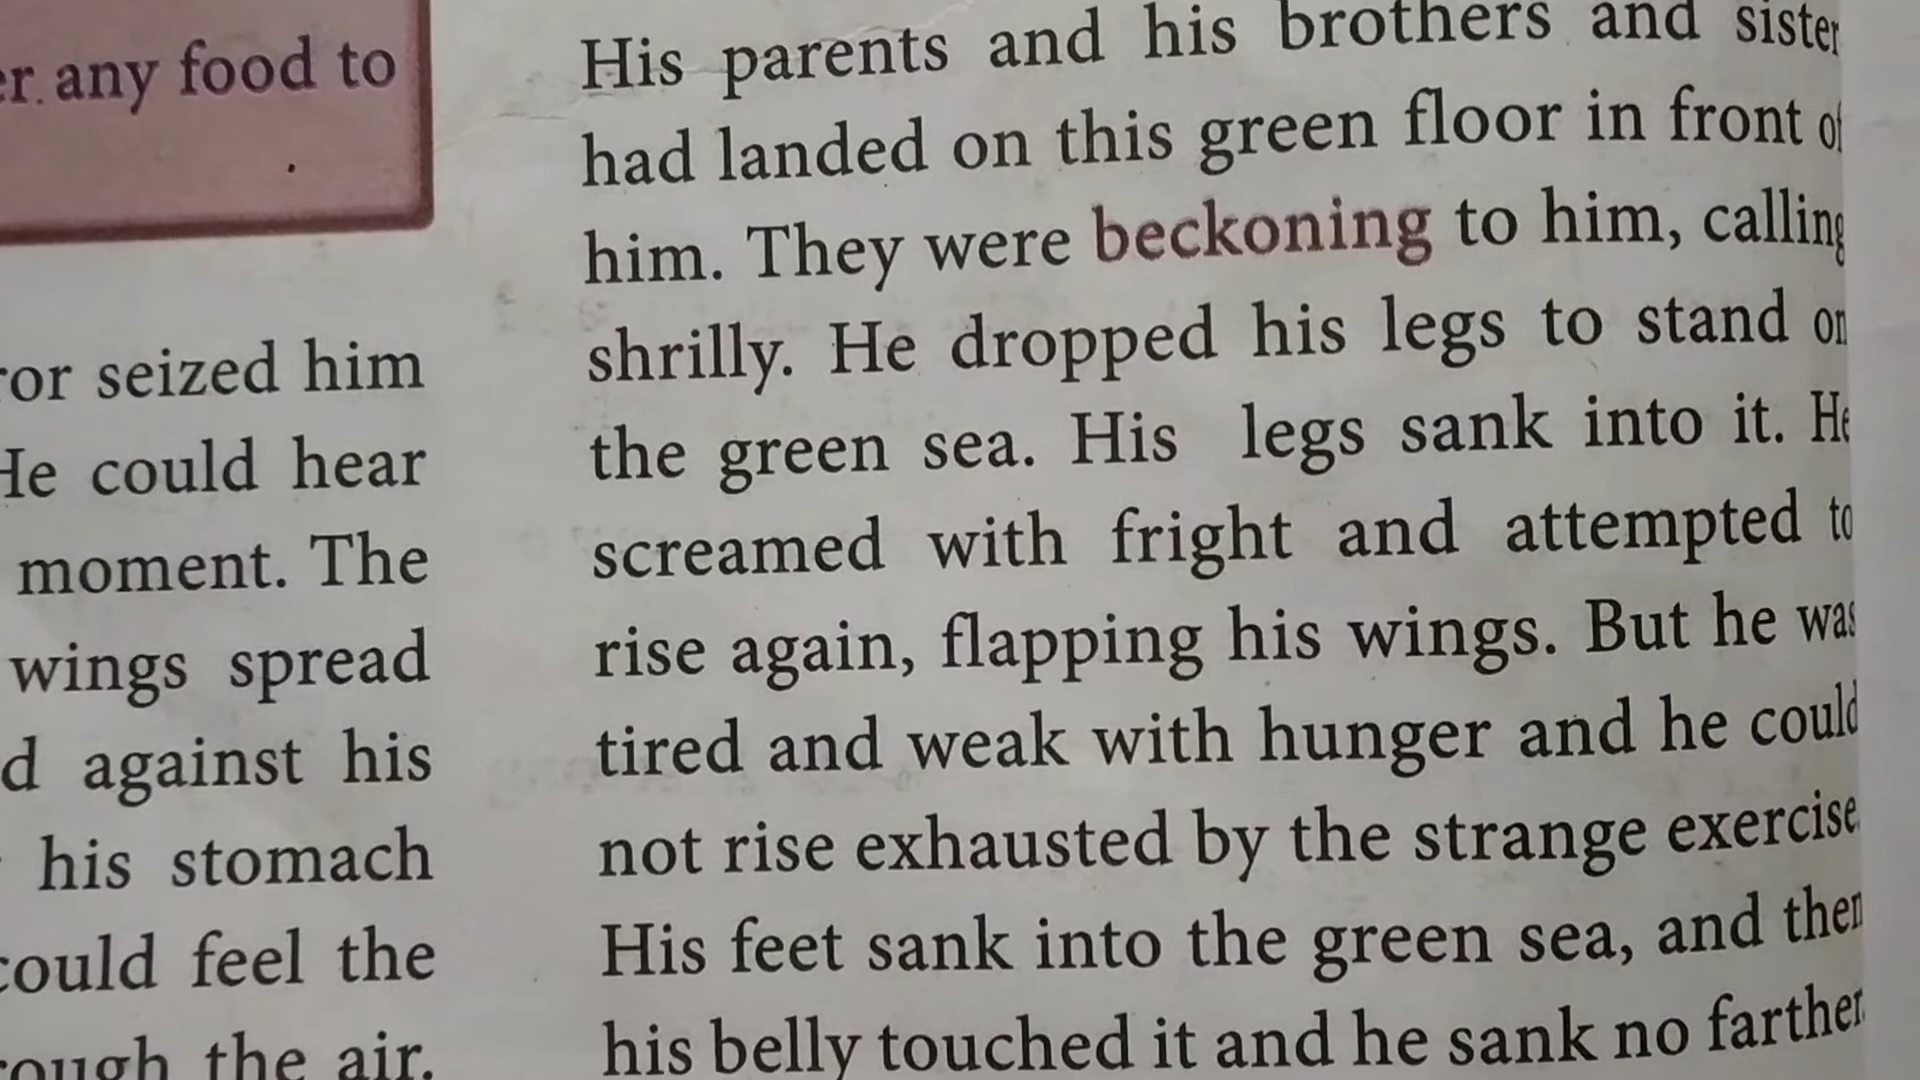 any food to
seized him
He could hear
moment. The
wings spread
against his
his stomach
could feel the
the air.
His parents and his brothers and sister
had landed on this green floor in front of
him. They were beckoning to him, calling
shrilly. He dropped his legs to stand on
the green sea. His legs sank into it. He
screamed with fright and attempted to
rise again, flapping his wings. But he was
tired and weak with hunger and he could
not rise exhausted by the strange exercise.
His feet sank into the green sea, and then
his belly touched it and he sank no farther.